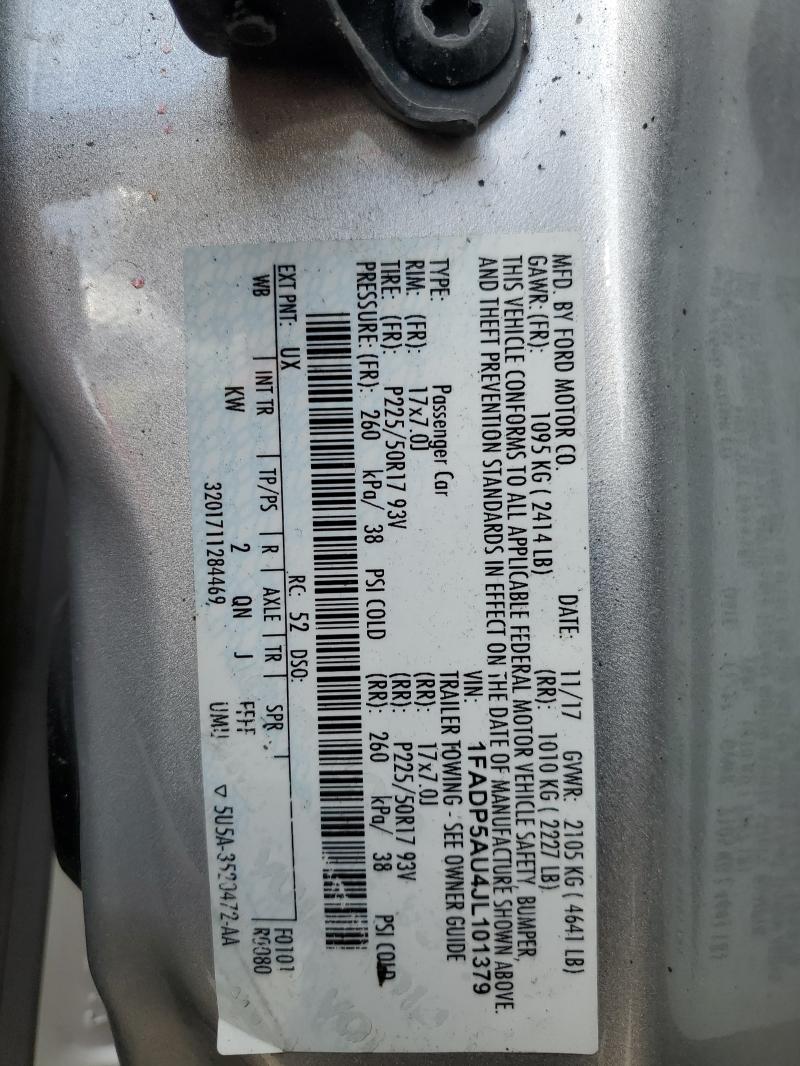 MFD. BY FORD MOTOR CO. DATE: 11/17 GVWR: 2105 KG ( 4641 LB)
GAWR: (FR): 1095 KG ( 2414 LB) (RR): 1010 KG ( 2227 LB).
THIS VEHICLE CONFORMS TO ALL APPLICABLE FEDERAL MOTOR VEHICLE SAFETY, BUMPER,
AND THEFT PREVENTION STANDARDS IN EFFECT ON THE DATE OF MANUFACTURE SHOWN ABOVE.
VIN: 1FADP5AU4JL101379
TYPE: Passenger Car TRAILER TOWING - SEE OWNER GUIDE
RIM: (FR): 17x7.0J (RR): 17x7.0J
TIRE: (FR): P225/50R17 93V (RR): P225/50R17 93V
PRESSURE: (FR): 260 kPa/ 38 PSI COLD (RR): 260 kPa/ 38 PSI COLD
EXT PNT: UX RC: 52 DSO: F0101
WB | INT TR | TP/PS | R | AXLE | TR | SPR | R0080
KW 2 QN J
3201711284469, ▽ 5U5A-3520472-AA